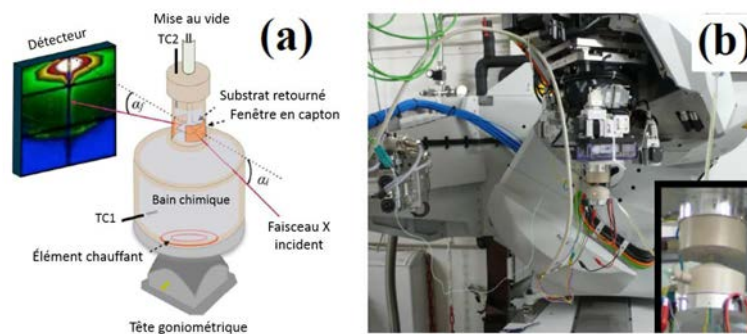 Mise au vide
(a)
(b)
Détecteur
TC2
Substrat retourné
Fenêtre en capton
αf
αi
Bain chimique
TC1
Faisceau X
incident
Élément chauffant
Tête goniométrique